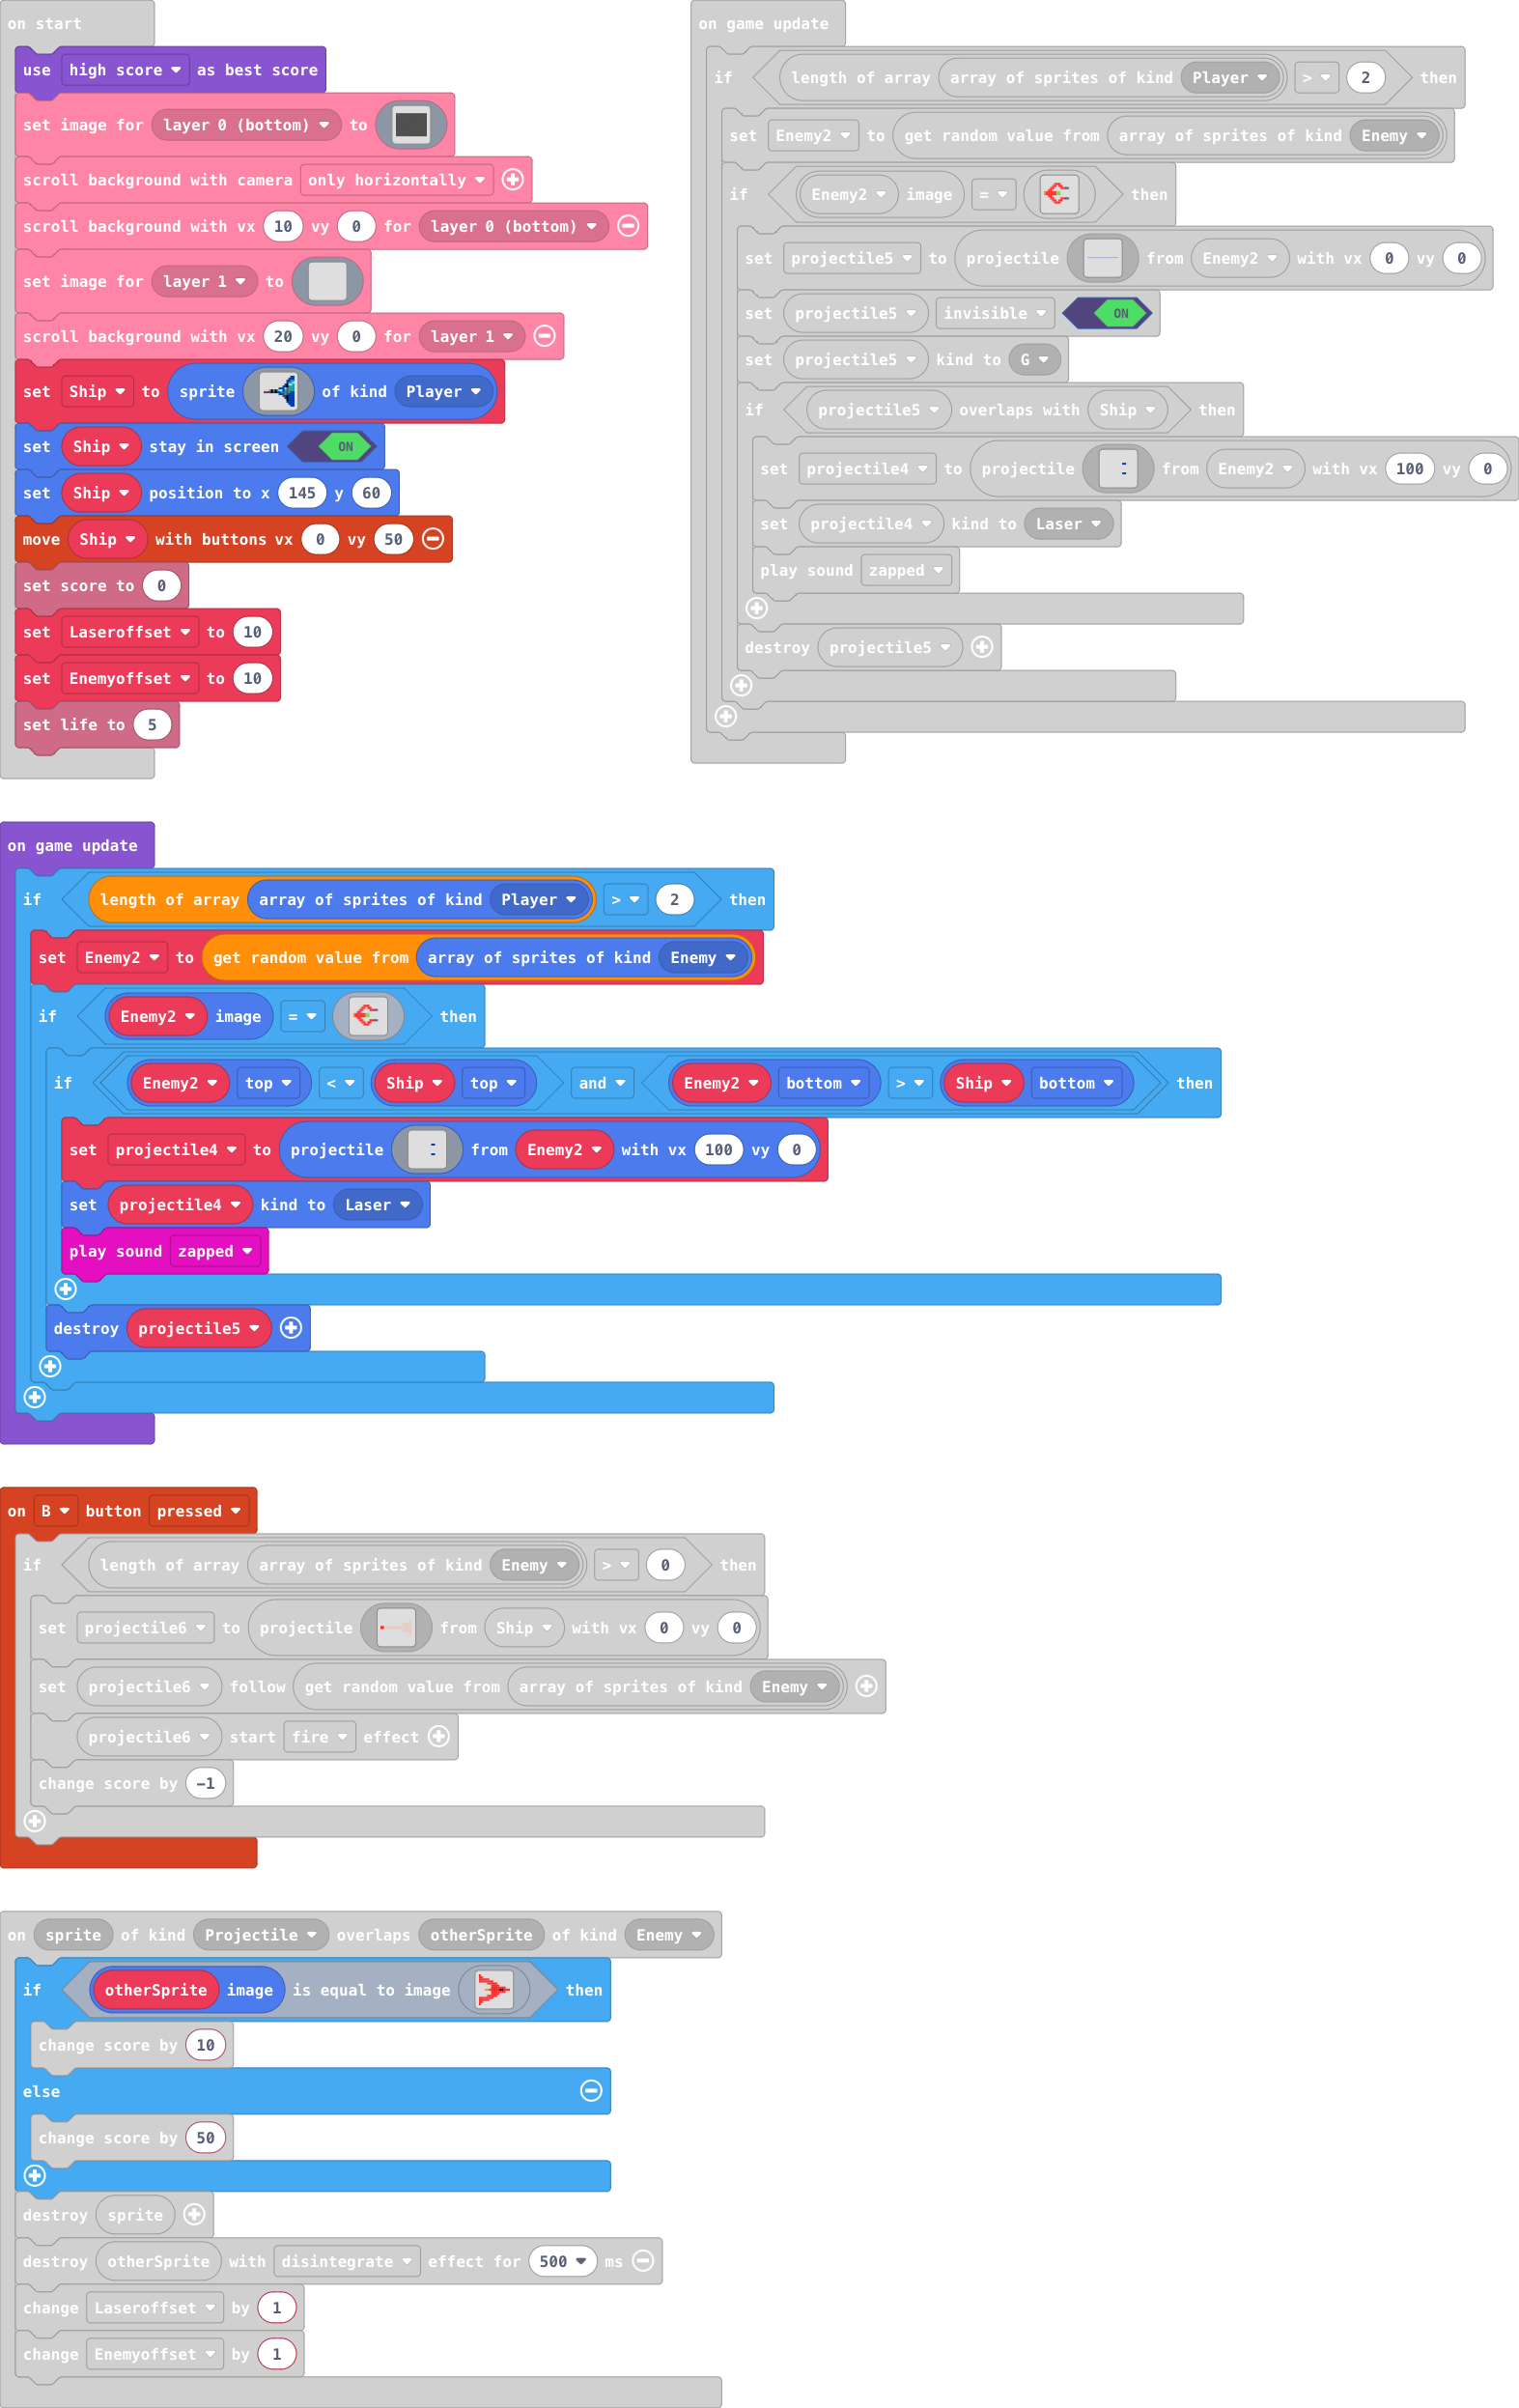 on start
use high score as best score
set image for layer 0 (bottom) to
scroll background with camera only horizontally
scroll background with vx 10 vy 0 for layer 0 (bottom)
set image for layer 1 to
scroll background with vx 20 vy 0 for layer 1
set Ship to sprite of kind Player
set Ship stay in screen ON
set Ship position to x 145 y 60
move Ship with buttons vx 0 vy 50
set score to 0
set Laseroffset to 10
set Enemyoffset to 10
set life to 5
on game update
if length of array array of sprites of kind Player > 2 then
set Enemy2 to get random value from array of sprites of kind Enemy
if Enemy2 image = then
set projectile5 to projectile from Enemy2 with vx 0 vy 0
set projectile5 invisible ON
set projectile5 kind to G
if projectile5 overlaps with Ship then
set projectile4 to projectile from Enemy2 with vx 100 vy 0
set projectile4 kind to Laser
play sound zapped
destroy projectile5
on game update
if length of array array of sprites of kind Player > 2 then
set Enemy2 to get random value from array of sprites of kind Enemy
if Enemy2 image = then
if Enemy2 top < Ship top and Enemy2 bottom > Ship bottom then
set projectile4 to projectile from Enemy2 with vx 100 vy 0
set projectile4 kind to Laser
play sound zapped
destroy projectile5
on B button pressed
if length of array array of sprites of kind Enemy > 0 then
set projectile6 to projectile from Ship with vx 0 vy 0
set projectile6 follow get random value from array of sprites of kind Enemy
projectile6 start fire effect
change score by -1
on sprite of kind Projectile overlaps otherSprite of kind Enemy
if otherSprite image is equal to image then
change score by 10
else
change score by 50
destroy sprite
destroy otherSprite with disintegrate effect for 500 ms
change Laseroffset by 1
change Enemyoffset by 1